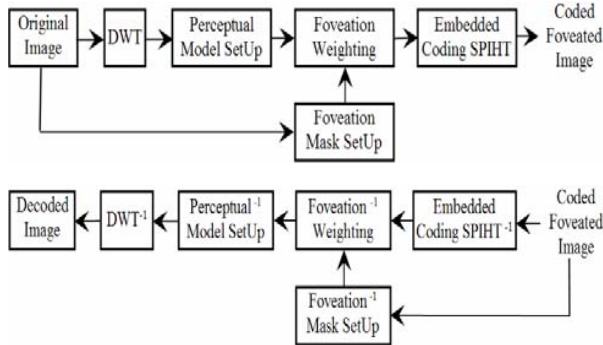 Original
Image
DWT
Perceptual
Model SetUp
Foveation
Weighting
Embedded
Coding SPIHT
Coded
Foveated
Image
Foveation
Mask SetUp
Decoded
Image
DWT-1
Perceptual-1
Model SetUp
Foveation-1
Weighting
Embedded
Coding SPIHT-1
Coded
Foveated
Image
Foveation-1
Mask SetUp